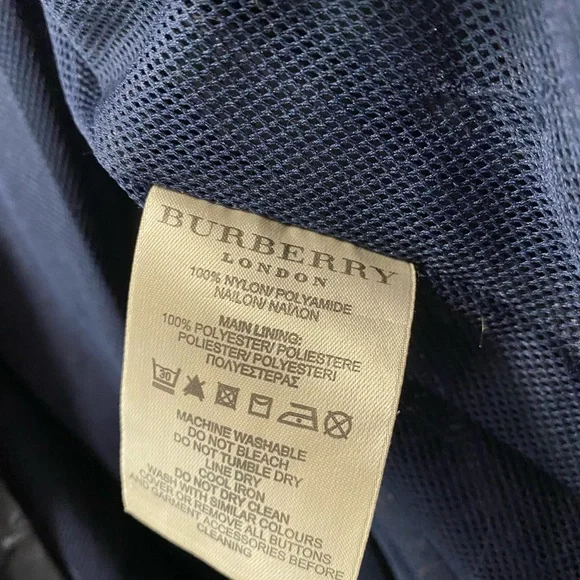 BURBERRY
LONDON
100% NYLON/ POLYAMIDE
NAILON/ ΝΑΪΛΟΝ
MAIN LINING:
100% POLYESTER/ POLIESTERE
POLIESTER/ POLYESTERI
ΠΟΛΥΕΣΤΕΡΑΣ
30
MACHINE WASHABLE
DO NOT BLEACH
DO NOT TUMBLE DRY
LINE DRY
COOL IRON
DO NOT DRY CLEAN
WASH WITH SIMILAR COLOURS
COVER OR REMOVE ALL BUTTONS
AND GARMENT ACCESSORIES BEFORE
CLEANING